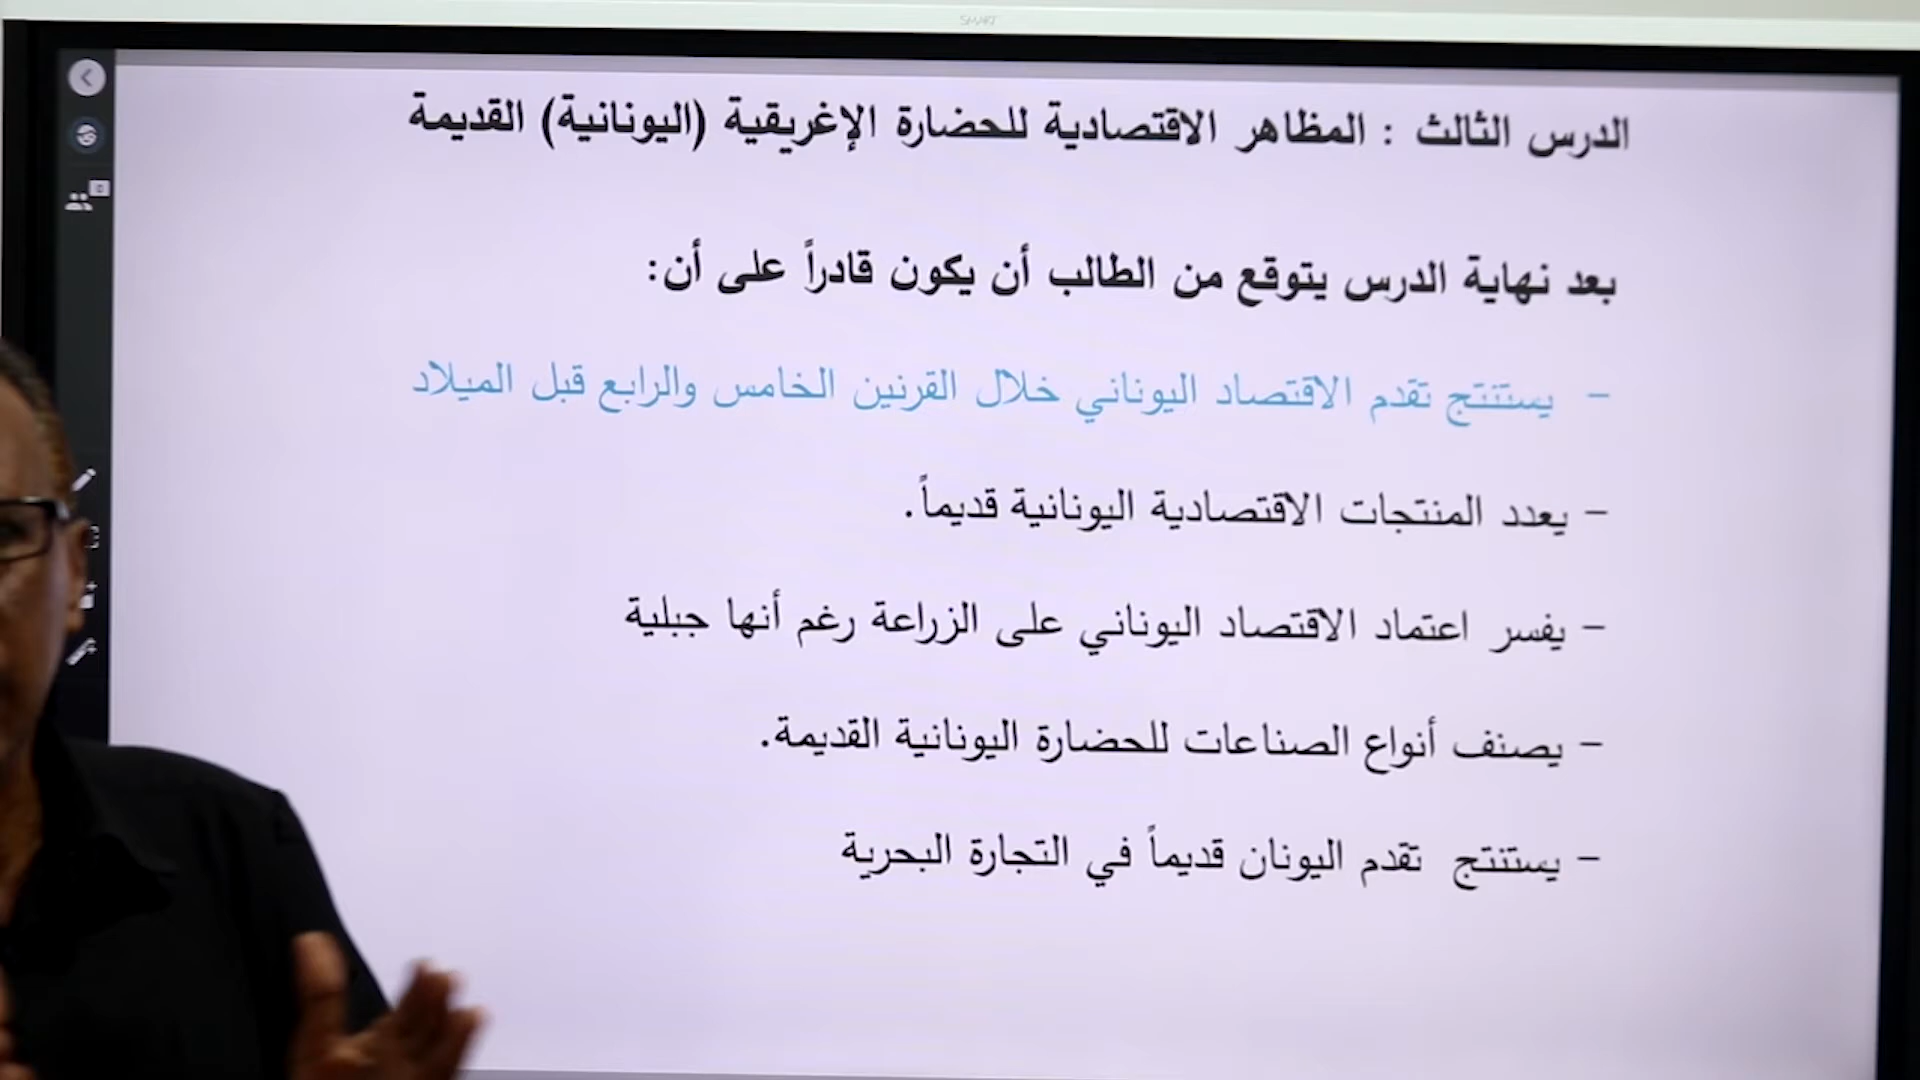 SMART
الدرس الثالث : المظاهر الاقتصادية للحضارة الإغريقية (اليونانية) القديمة
بعد نهاية الدرس يتوقع من الطالب أن يكون قادراً على أن:
- يستنتج تقدم الاقتصاد اليوناني خلال القرنين الخامس والرابع قبل الميلاد
- يعدد المنتجات الاقتصادية اليونانية قديماً.
- يفسر اعتماد الاقتصاد اليوناني على الزراعة رغم أنها جبلية
- يصنف أنواع الصناعات للحضارة اليونانية القديمة.
- يستنتج تقدم اليونان قديماً في التجارة البحرية